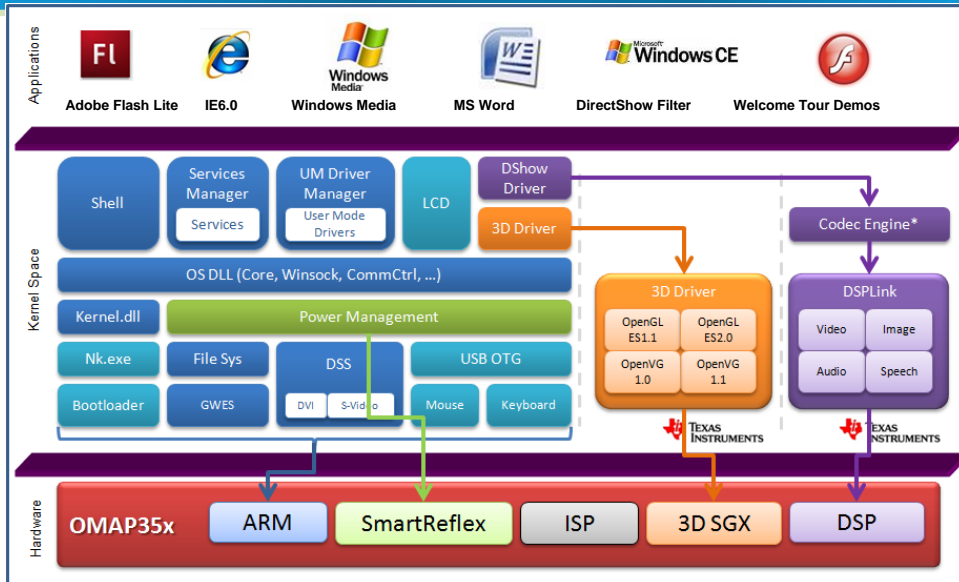 Applications
Fl
Windows
Media
W
Microsoft
Windows CE
Adobe Flash Lite
IE6.0
Windows Media
MS Word
DirectShow Filter
Welcome Tour Demos
Kernel Space
Shell
Services
Manager
Services
UM Driver
Manager
User Mode
Drivers
LCD
DShow
Driver
3D Driver
Codec Engine*
OS DLL (Core, Winsock, CommCtrl, ...)
Kernel.dll
Power Management
Nk.exe
File Sys
DSS
USB OTG
Bootloader
GWES
DVI
S-Video
Mouse
Keyboard
3D Driver
OpenGL
ES1.1
OpenGL
ES2.0
OpenVG
1.0
OpenVG
1.1
DSPLink
Video
Image
Audio
Speech
TEXAS
INSTRUMENTS
TEXAS
INSTRUMENTS
Hardware
OMAP35x
ARM
SmartReflex
ISP
3D SGX
DSP